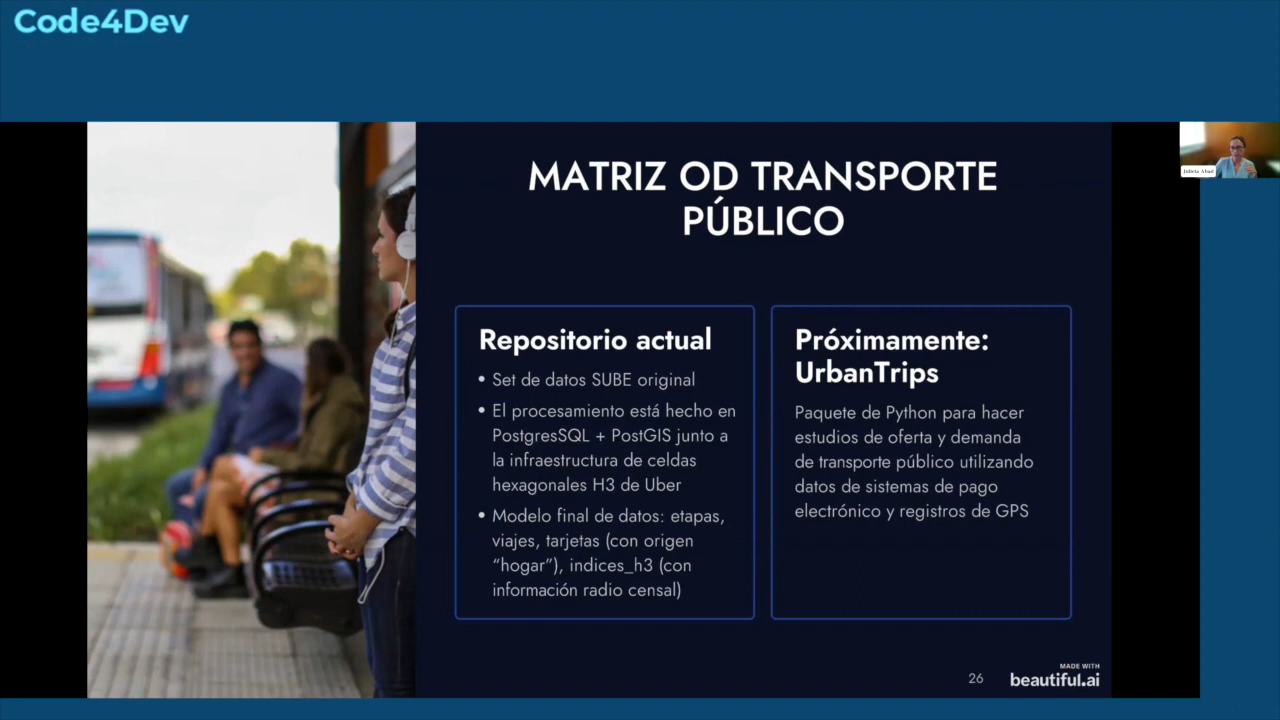 Code4Dev
MATRIZ OD TRANSPORTE
PÚBLICO
Repositorio actual
• Set de datos SUBE original
• El procesamiento está hecho en
PostgresSQL + PostGIS junto a
la infraestructura de celdas
hexagonales H3 de Uber
• Modelo final de datos: etapas,
viajes, tarjetas (con origen
“hogar”), indices_h3 (con
información radio censal)
Próximamente:
UrbanTrips
Paquete de Python para hacer
estudios de oferta y demanda
de transporte público utilizando
datos de sistemas de pago
electrónico y registros de GPS
Julieta Abad
26
MADE WITH
beautiful.ai